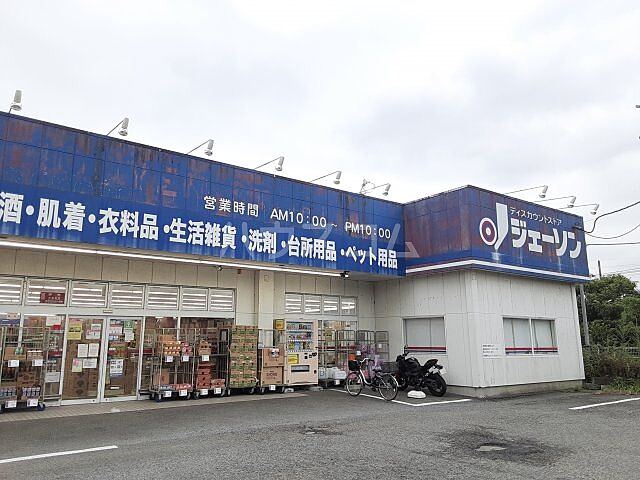 営業時間 AM10:00～PM10:00
酒・肌着・衣料品・生活雑貨・洗剤・台所用品・ペット用品
ディスカウントストア
ジェーソン